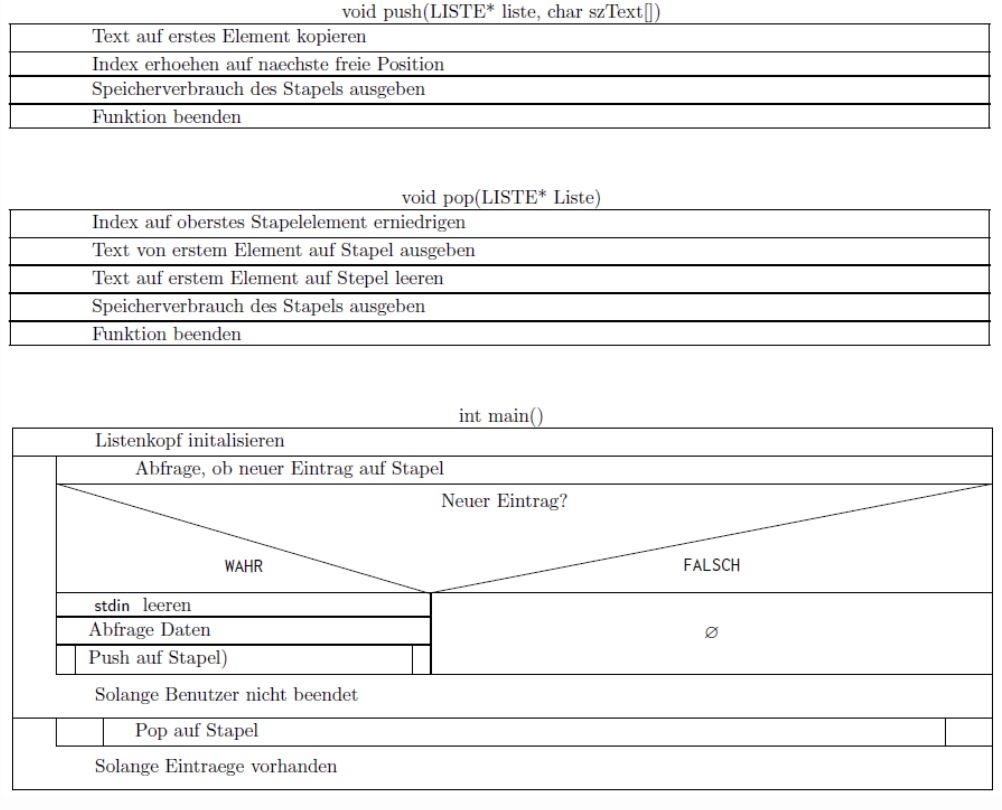 void push(LISTE* liste, char szText[])
Text auf erstes Element kopieren
Index erhoehen auf naechste freie Position
Speicherverbrauch des Stapels ausgeben
Funktion beenden
void pop(LISTE* Liste)
Index auf oberstes Stapelelement erniedrigen
Text von erstem Element auf Stapel ausgeben
Text auf erstem Element auf Stepel leeren
Speicherverbrauch des Stapels ausgeben
Funktion beenden
int main()
Listenkopf initalisieren
Abfrage, ob neuer Eintrag auf Stapel
Neuer Eintrag?
WAHR FALSCH
stdin leeren
Abfrage Daten
∅
Push auf Stapel)
Solange Benutzer nicht beendet
Pop auf Stapel
Solange Eintraege vorhanden